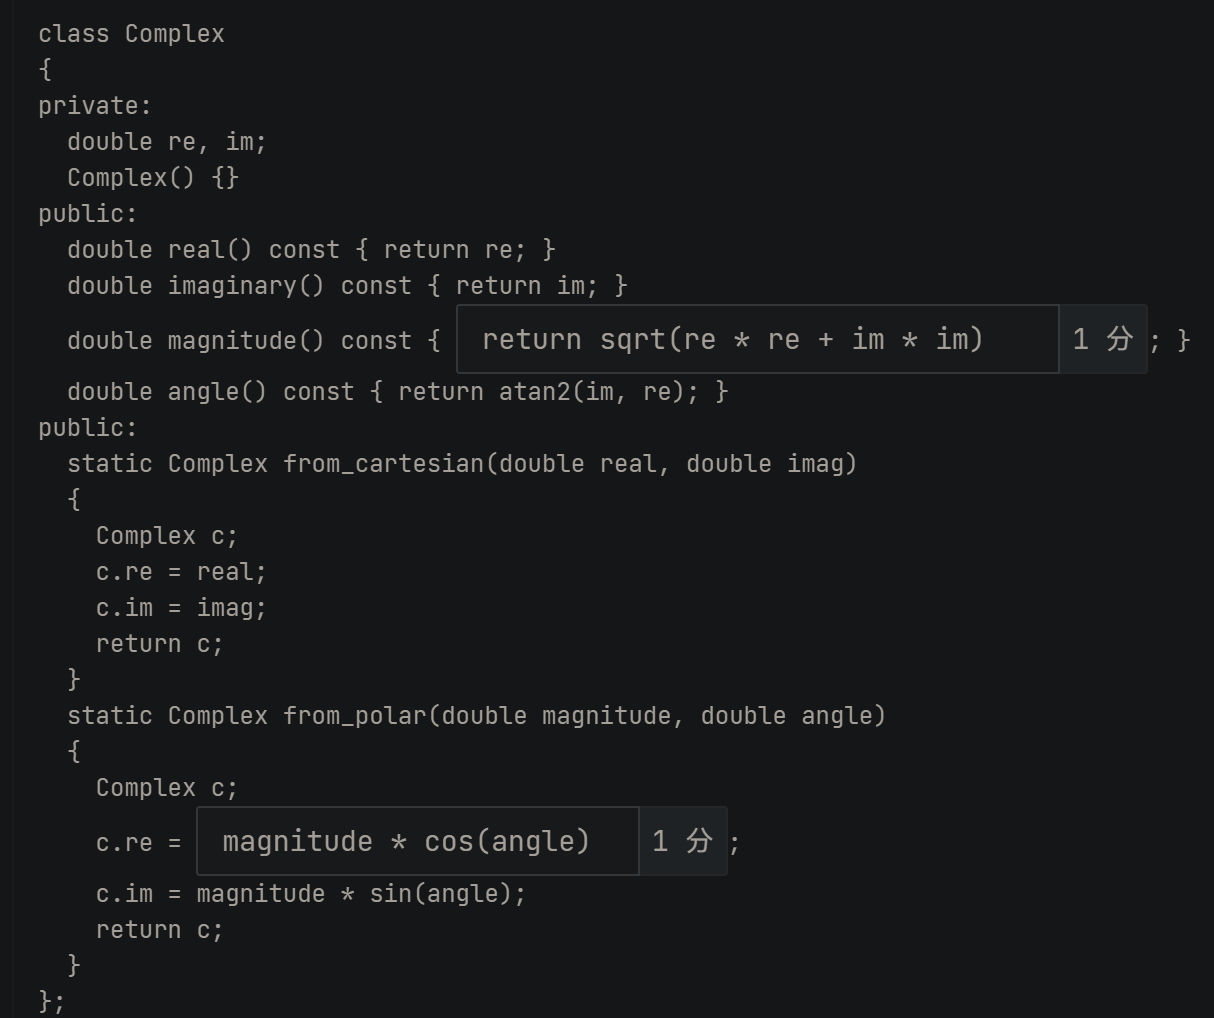 class Complex
{
private:
  double re, im;
  Complex() {}
public:
  double real() const { return re; }
  double imaginary() const { return im; }
  double magnitude() const { return sqrt(re * re + im * im) 1 分; }
  double angle() const { return atan2(im, re); }
public:
  static Complex from_cartesian(double real, double imag)
  {
    Complex c;
    c.re = real;
    c.im = imag;
    return c;
  }
  static Complex from_polar(double magnitude, double angle)
  {
    Complex c;
    c.re = magnitude * cos(angle) 1 分;
    c.im = magnitude * sin(angle);
    return c;
  }
};